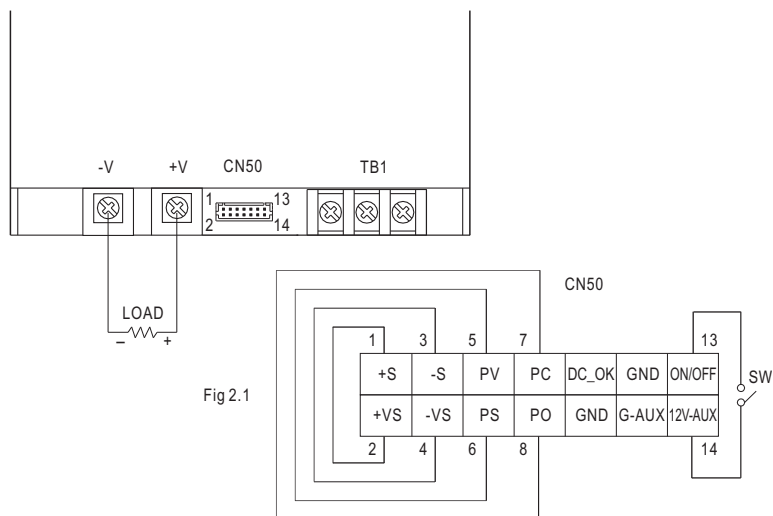 -V +V CN50 TB1
1 13
2 14
LOAD
– +
CN50
1 3 5 7 13
+S -S PV PC DC_OK GND ON/OFF
SW
Fig 2.1
+VS -VS PS PO GND G-AUX 12V-AUX
2 4 6 8 14